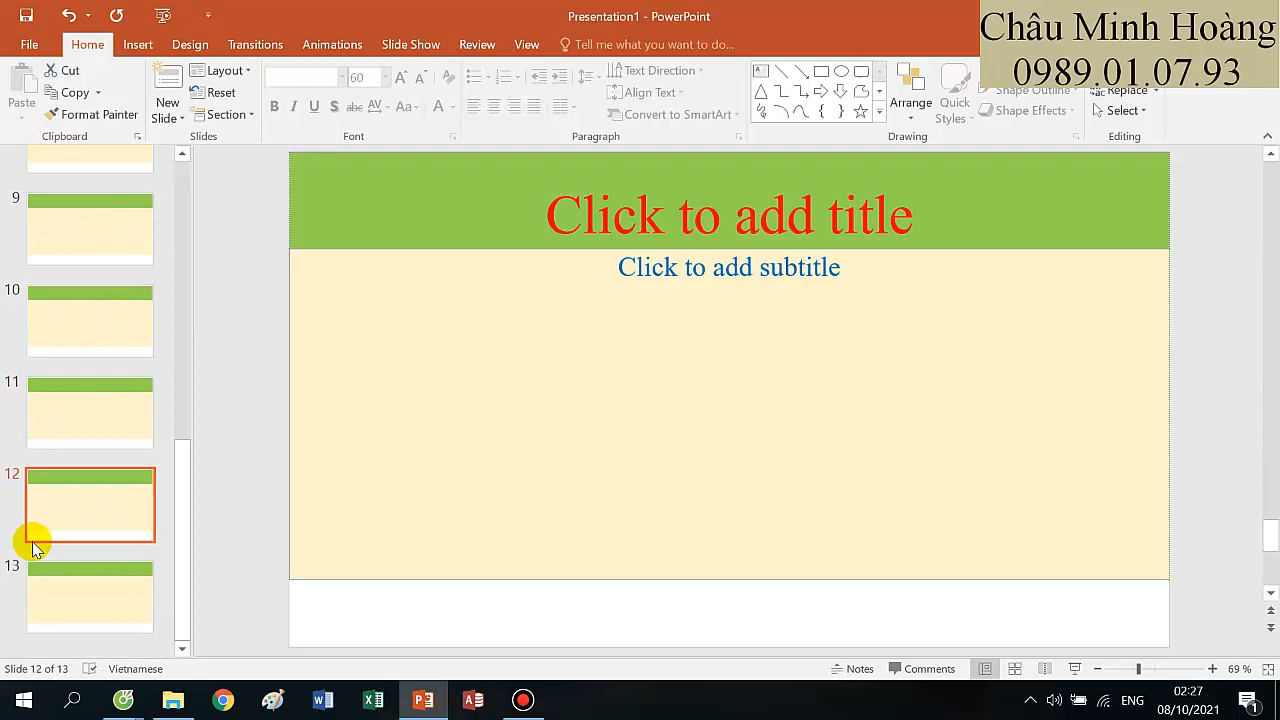 Presentation1 - PowerPoint
Châu Minh Hoàng
0989.01.07.93
File Home Insert Design Transitions Animations Slide Show Review View Tell me what you want to do...
Paste
Cut
Copy
Format Painter
Clipboard
New Slide
Layout
Reset
Section
Slides
60
B I U S abc AV Aa A
Font
Text Direction
Align Text
Convert to SmartArt
Paragraph
Arrange
Quick Styles
Shape Outline
Shape Effects
Drawing
Replace
Select
Editing
9
10
11
12
13
Click to add title
Click to add subtitle
Slide 12 of 13 Vietnamese Notes Comments 69 %
ENG
02:27
08/10/2021
1